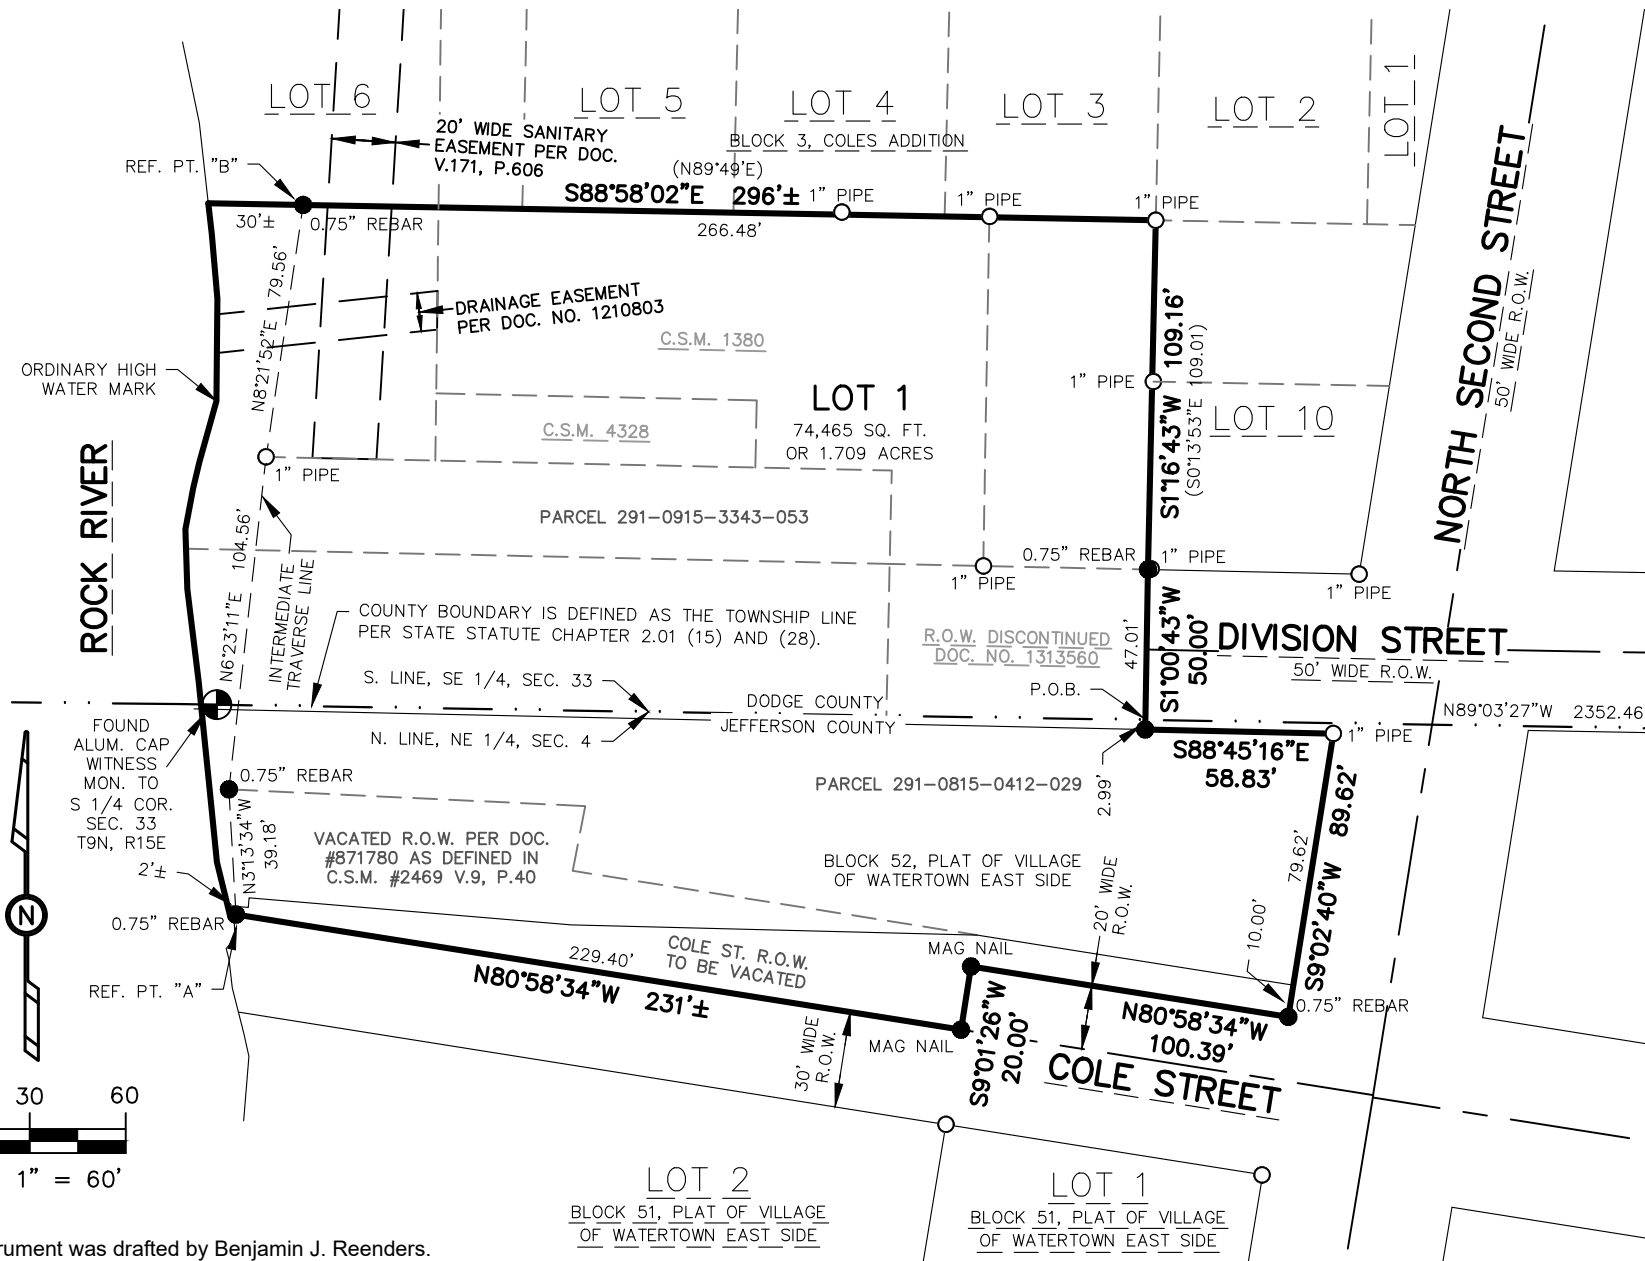 LOT 6
LOT 5
LOT 4
LOT 3
LOT 2
LOT 1
20' WIDE SANITARY
EASEMENT PER DOC.
V.171, P.606
BLOCK 3, COLES ADDITION
(N89°49'E)
REF. PT. "B"
S88°58'02"E 296'±
1" PIPE
1" PIPE
1" PIPE
30'±
0.75" REBAR
266.48'
N8°21'52"E 79.56'
DRAINAGE EASEMENT
PER DOC. NO. 1210803
C.S.M. 1380
ORDINARY HIGH
WATER MARK
LOT 1
74,465 SQ. FT.
OR 1.709 ACRES
C.S.M. 4328
1" PIPE
S1°16'43"W 109.16'
(S0°13'53"E 109.01)
LOT 10
NORTH SECOND STREET
50' WIDE R.O.W.
1" PIPE
ROCK RIVER
PARCEL 291-0915-3343-053
N6°23'11"E 104.56'
INTERMEDIATE
TRAVERSE LINE
0.75" REBAR
1" PIPE
1" PIPE
1" PIPE
COUNTY BOUNDARY IS DEFINED AS THE TOWNSHIP LINE
PER STATE STATUTE CHAPTER 2.01 (15) AND (28).
R.O.W. DISCONTINUED
DOC. NO. 1313560
47.01'
S1°00'43"W
50.00'
DIVISION STREET
50' WIDE R.O.W.
S. LINE, SE 1/4, SEC. 33
P.O.B.
DODGE COUNTY
JEFFERSON COUNTY
N. LINE, NE 1/4, SEC. 4
N89°03'27"W 2352.46
1" PIPE
S88°45'16"E
58.83'
FOUND
ALUM. CAP
WITNESS
MON. TO
S 1/4 COR.
SEC. 33
T9N, R15E
0.75" REBAR
PARCEL 291-0815-0412-029
2.99'
N3°13'34"W
39.18'
VACATED R.O.W. PER DOC.
#871780 AS DEFINED IN
C.S.M. #2469 V.9, P.40
BLOCK 52, PLAT OF VILLAGE
OF WATERTOWN EAST SIDE
20' WIDE
R.O.W.
79.62'
S9°02'40"W 89.62'
10.00'
2'±
N
0.75" REBAR
COLE ST. R.O.W.
TO BE VACATED
MAG NAIL
229.40'
N80°58'34"W 231'±
REF. PT. "A"
0.75" REBAR
N80°58'34"W
100.39'
30' WIDE
R.O.W.
MAG NAIL
S9°01'26"W
20.00'
COLE STREET
30 60
1" = 60'
LOT 2
BLOCK 51, PLAT OF VILLAGE
OF WATERTOWN EAST SIDE
LOT 1
BLOCK 51, PLAT OF VILLAGE
OF WATERTOWN EAST SIDE
rument was drafted by Benjamin J. Reenders.